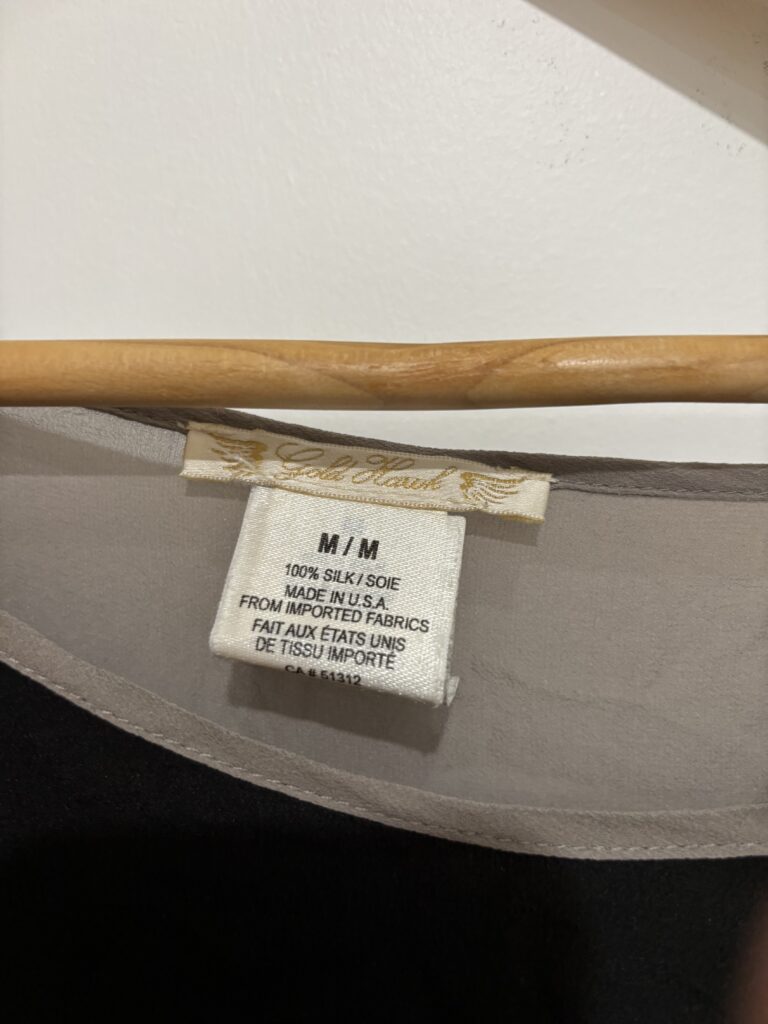 Gold Hawk
M / M
100% SILK / SOIE
MADE IN U.S.A.
FROM IMPORTED FABRICS
FAIT AUX ÉTATS UNIS
DE TISSU IMPORTÉ
CA # 51312